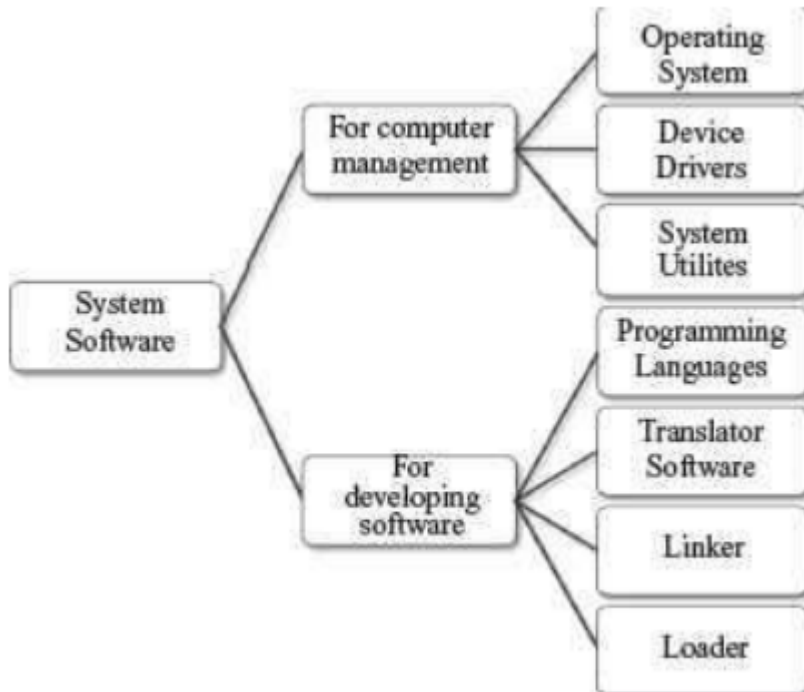 System
Software
For computer
management
For
developing
software
Operating
System
Device
Drivers
System
Utilites
Programming
Languages
Translator
Software
Linker
Loader